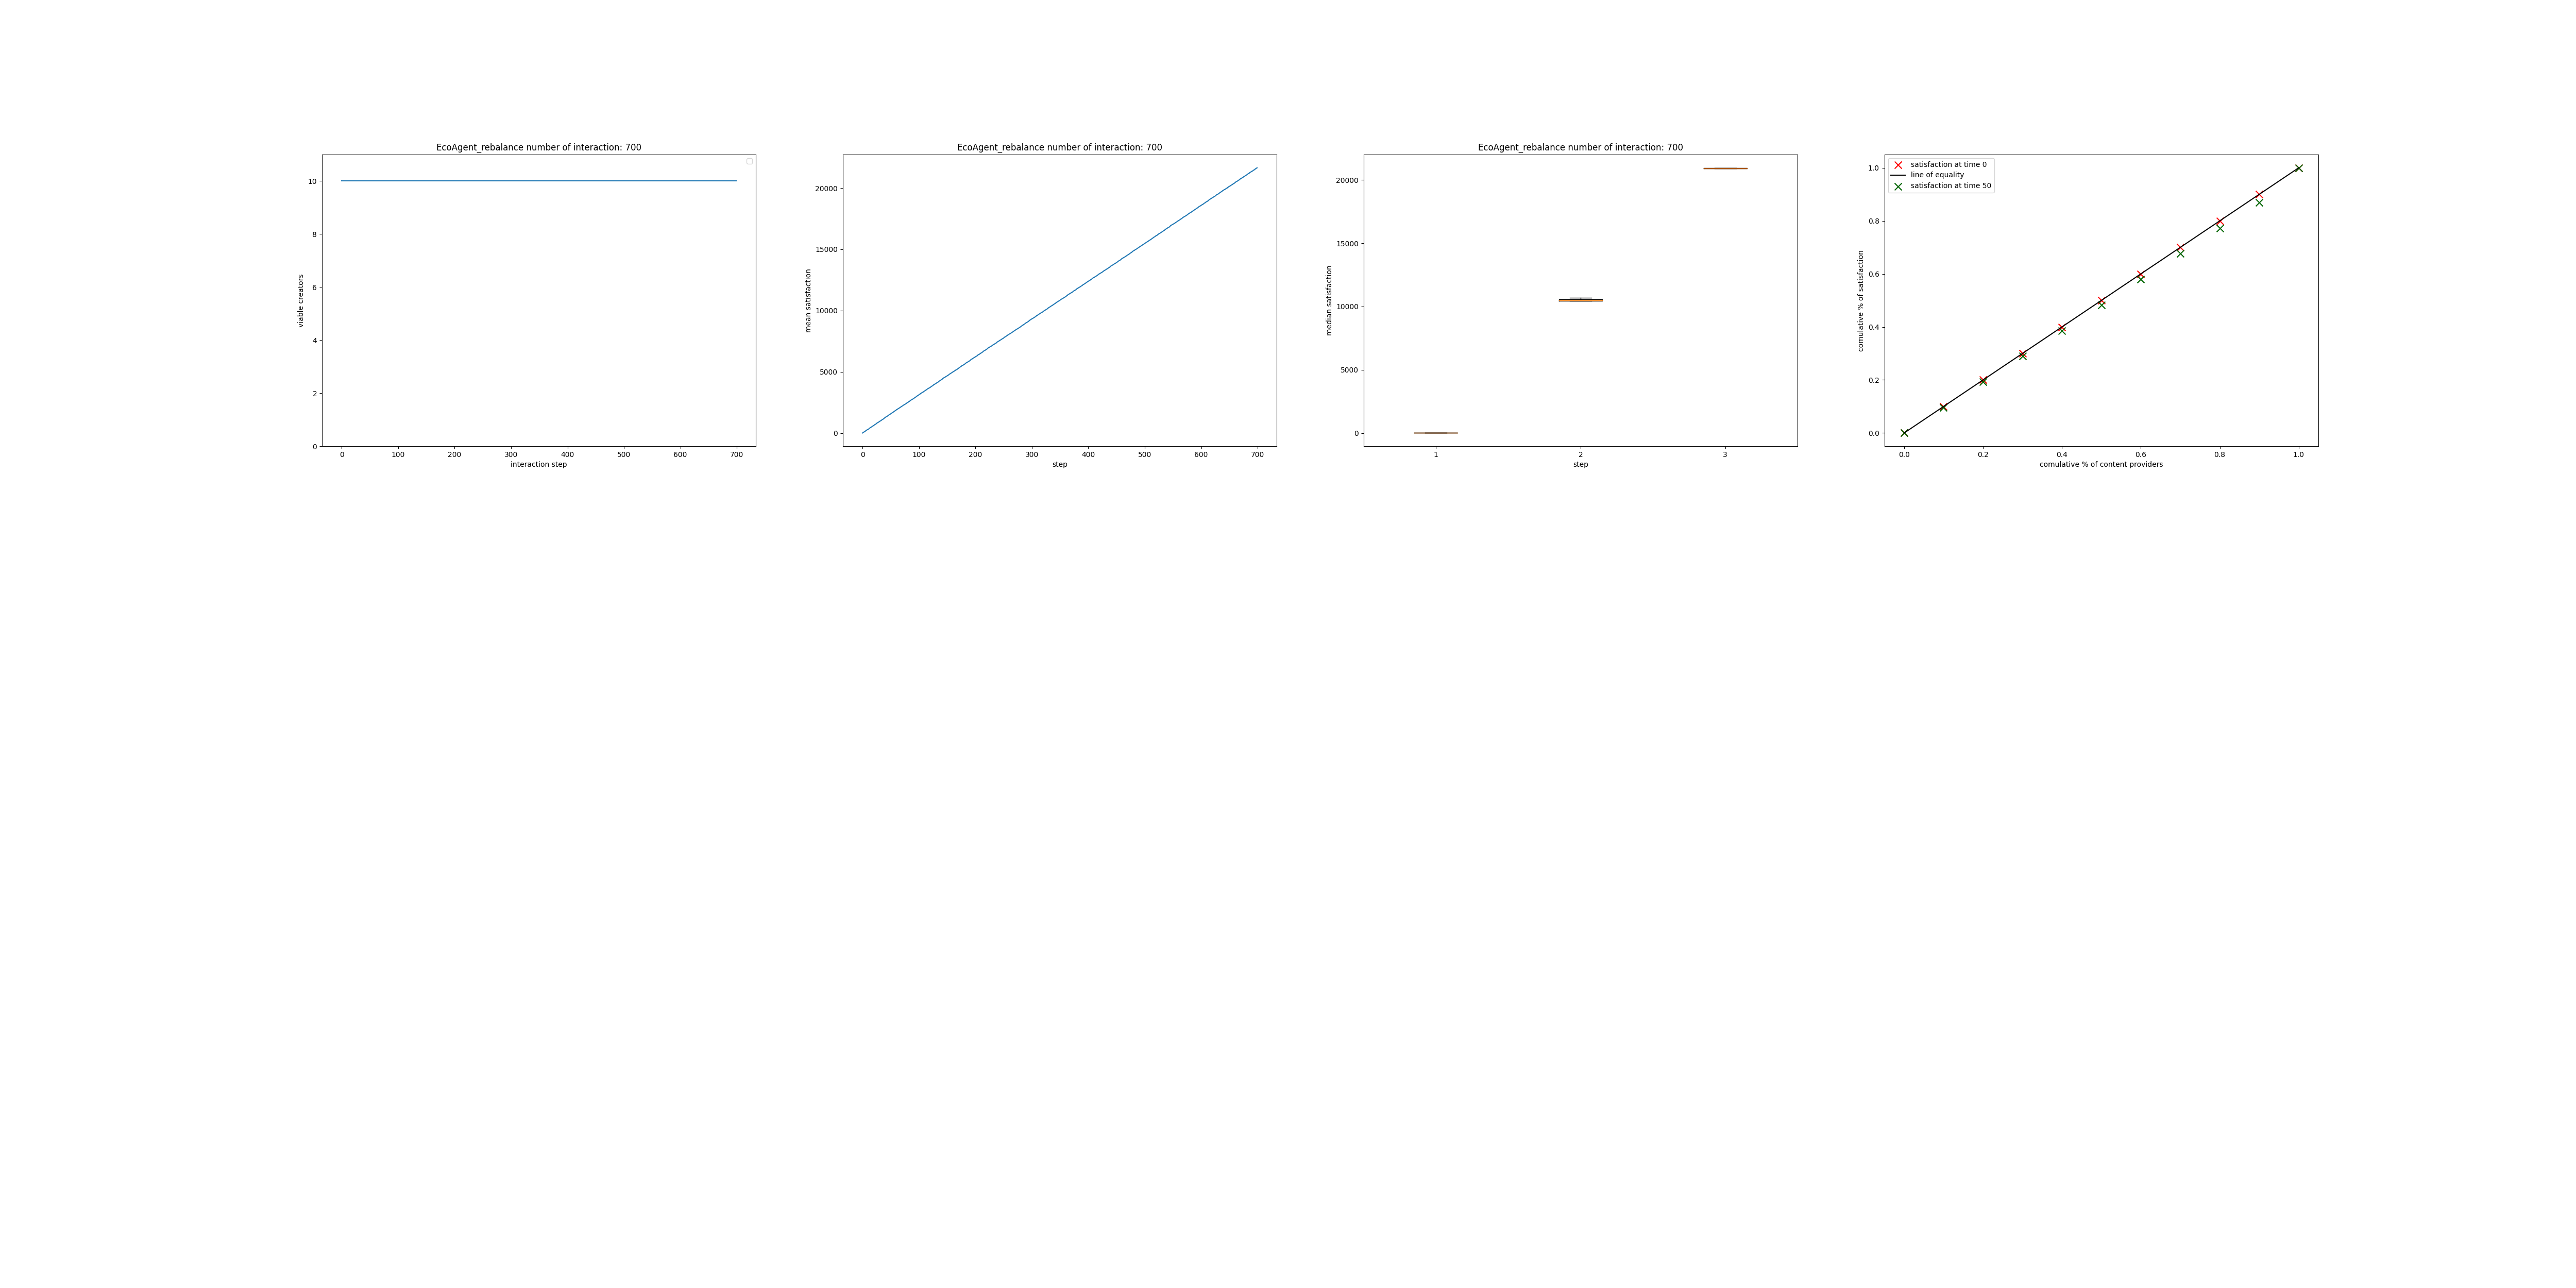 EcoAgent_rebalance number of interaction: 700
10
8
6
4
2
0
viable creators
0 100 200 300 400 500 600 700
interaction step
EcoAgent_rebalance number of interaction: 700
20000
15000
10000
5000
0
mean satisfaction
0 100 200 300 400 500 600 700
step
EcoAgent_rebalance number of interaction: 700
20000
15000
10000
5000
0
median satisfaction
1 2 3
step
satisfaction at time 0
line of equality
satisfaction at time 50
1.0
0.8
0.6
0.4
0.2
0.0
comulative % of satisfaction
0.0 0.2 0.4 0.6 0.8 1.0
comulative % of content providers